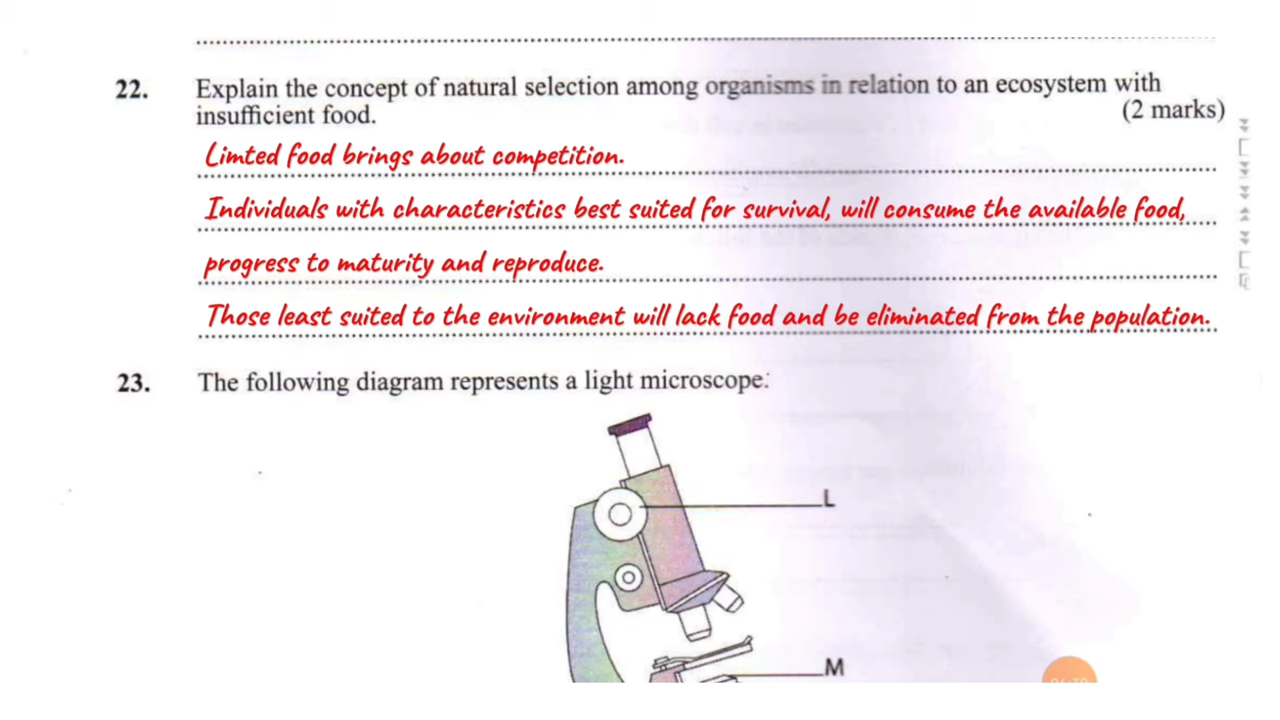 22. Explain the concept of natural selection among organisms in relation to an ecosystem with
insufficient food. (2 marks)
Limted food brings about competition.
Individuals with characteristics best suited for survival, will consume the available food,
progress to maturity and reproduce.
Those least suited to the environment will lack food and be eliminated from the population.
23. The following diagram represents a light microscope:
L
M